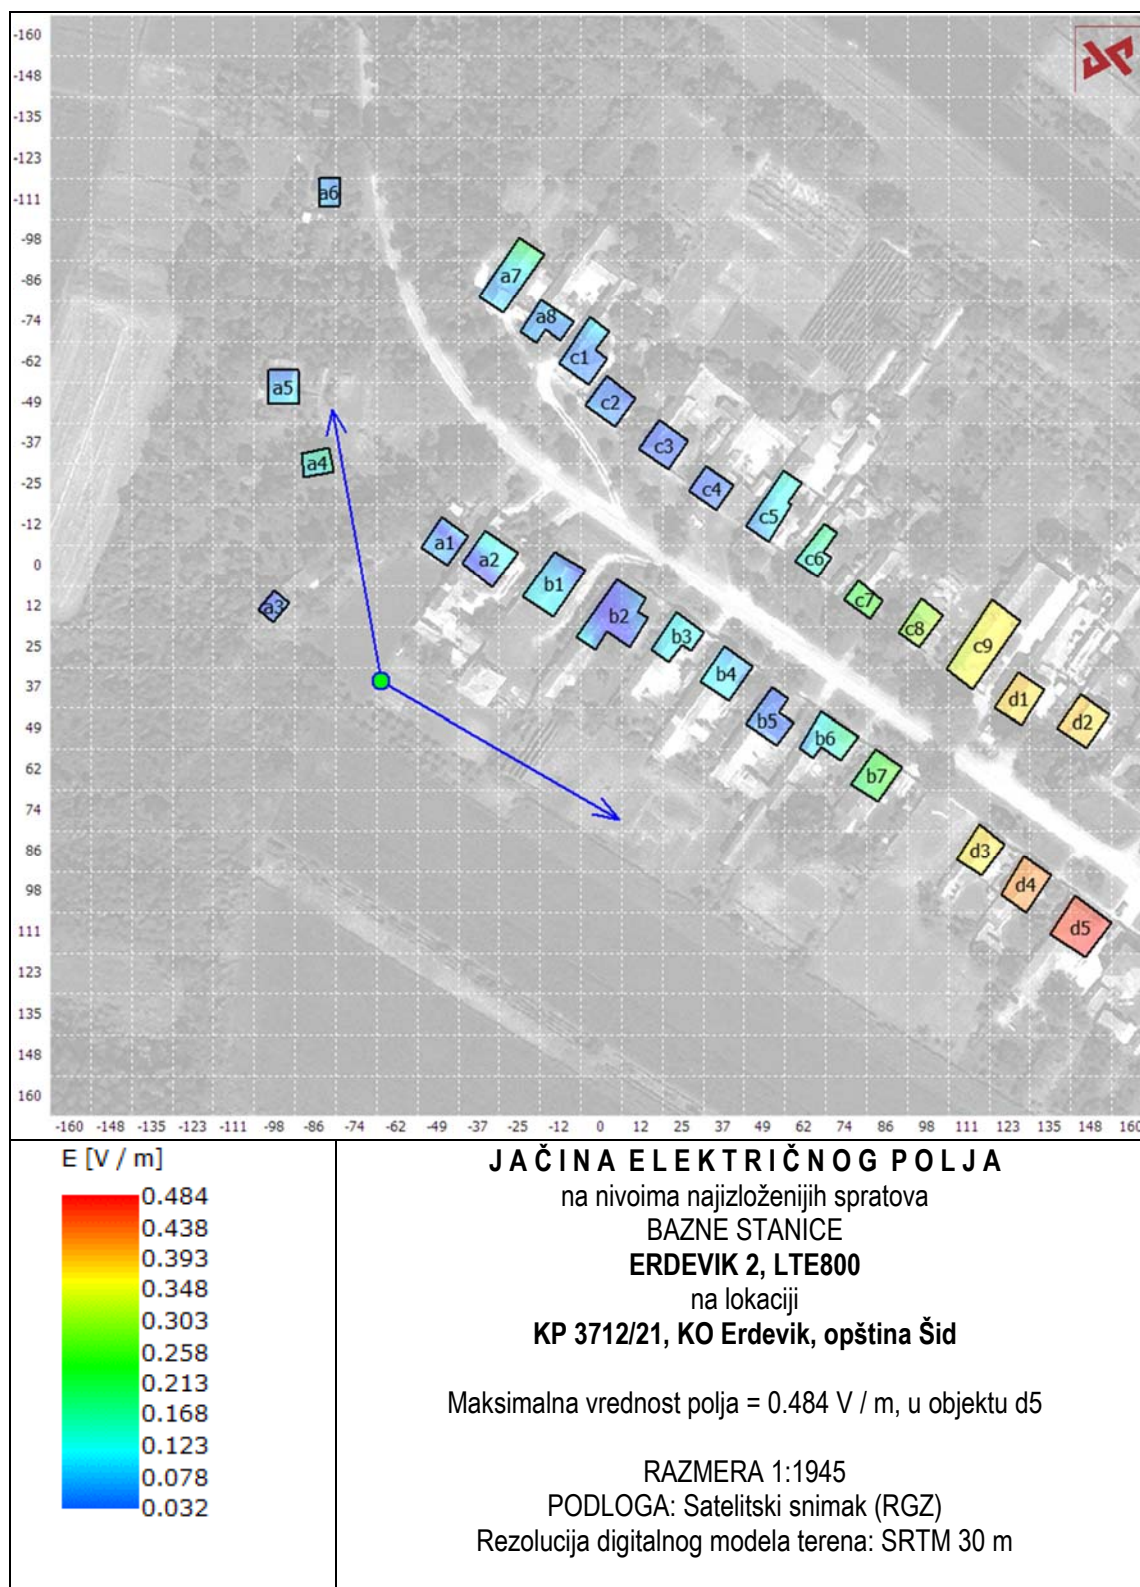 -160
-148
-135
-123
-111
-98
-86
-74
-62
-49
-37
-25
-12
0
12
25
37
49
62
74
86
98
111
123
135
148
160
a6
a7
a8
c1
a5
c2
c3
a4
c4
c5
a1
a2
c6
b1
c7
a3
b2
c8
b3
c9
b4
d1
b5
d2
b6
b7
d3
d4
d5
-160 -148 -135 -123 -111 -98 -86 -74 -62 -49 -37 -25 -12 0 12 25 37 49 62 74 86 98 111 123 135 148 160
E [V / m]
0.484
0.438
0.393
0.348
0.303
0.258
0.213
0.168
0.123
0.078
0.032
JAČINA ELEKTRIČNOG POLJA
na nivoima najizloženijih spratova
BAZNE STANICE
ERDEVIK 2, LTE800
na lokaciji
KP 3712/21, KO Erdevik, opština Šid
Maksimalna vrednost polja = 0.484 V / m, u objektu d5
RAZMERA 1:1945
PODLOGA: Satelitski snimak (RGZ)
Rezolucija digitalnog modela terena: SRTM 30 m